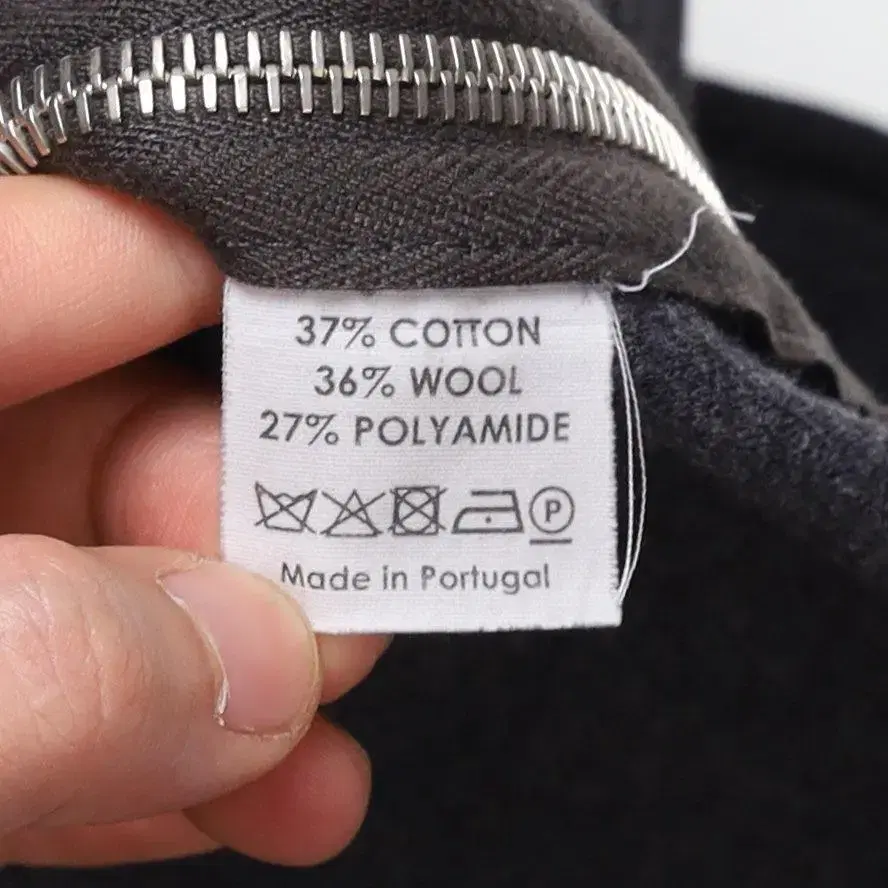 37% COTTON
36% WOOL
27% POLYAMIDE
P
Made in Portugal